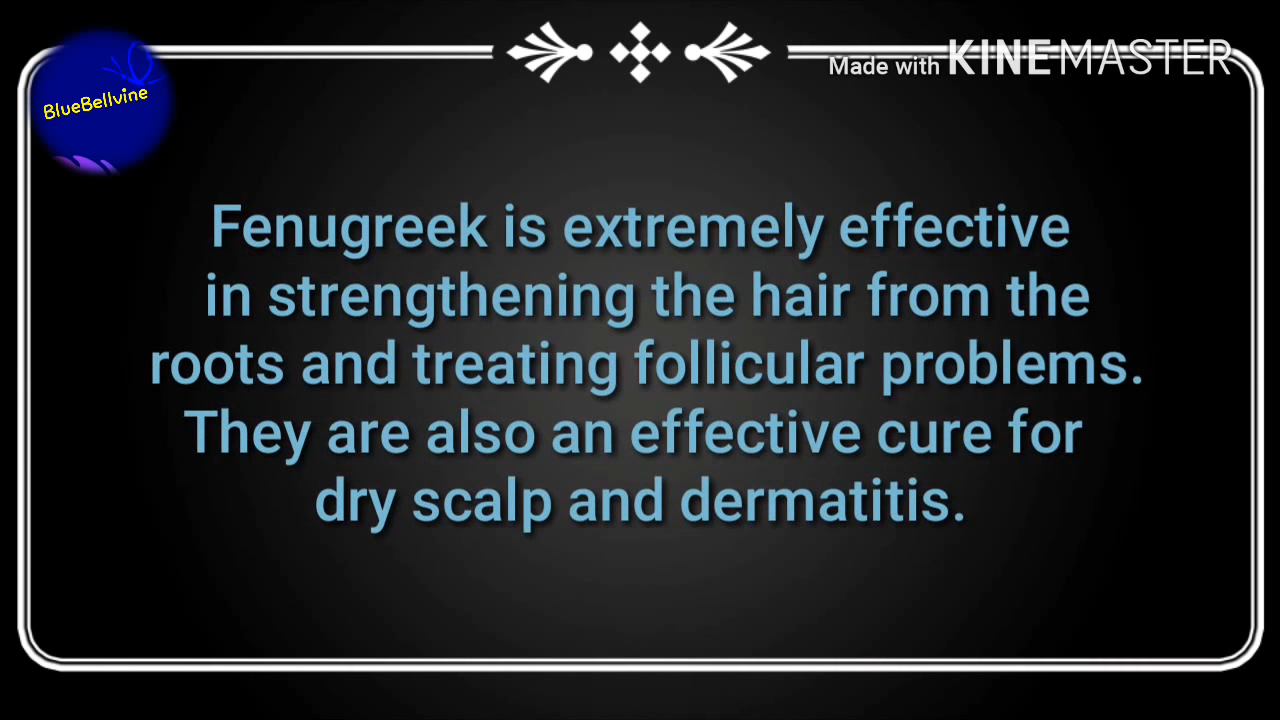 BlueBellvine
Made with KINEMASTER
Fenugreek is extremely effective
in strengthening the hair from the
roots and treating follicular problems.
They are also an effective cure for
dry scalp and dermatitis.